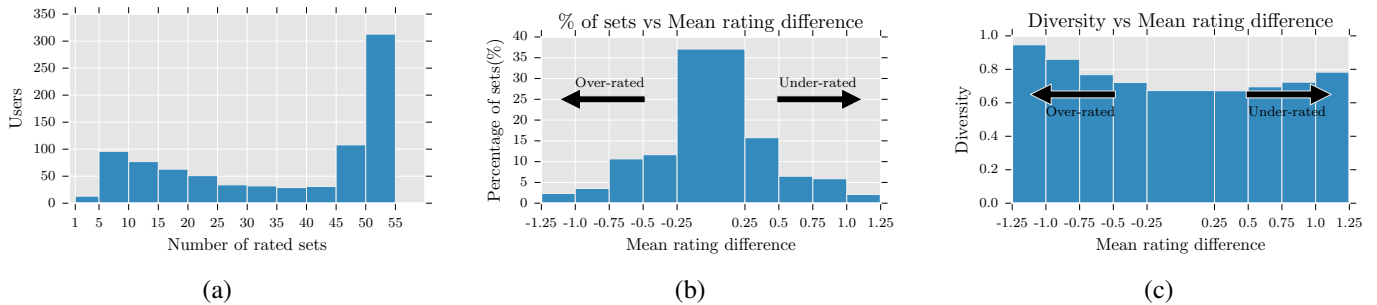 350
300
250
200
150
100
50
0
Users
1 5 10 15 20 25 30 35 40 45 50 55
Number of rated sets
(a)
% of sets vs Mean rating difference
40
35
30
25
20
15
10
5
0
Percentage of sets(%)
Over-rated
Under-rated
-1.25 -1.0 -0.75 -0.5 -0.25 0.25 0.5 0.75 1.0 1.25
Mean rating difference
(b)
Diversity vs Mean rating difference
1.0
0.8
0.6
0.4
0.2
0.0
Diversity
Over-rated
Under-rated
-1.25 -1.0 -0.75 -0.5 -0.25 0.25 0.5 0.75 1.0 1.25
Mean rating difference
(c)